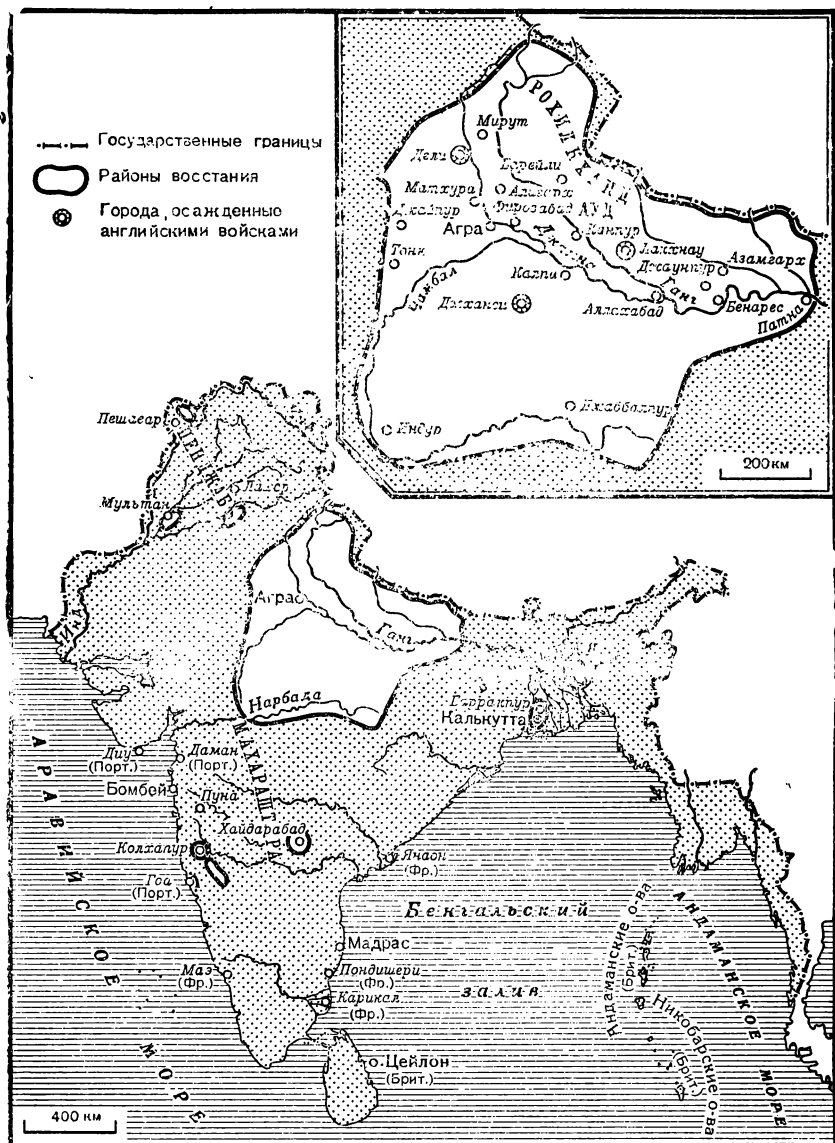 Государственные границы
Районы восстания
Города, осажденные
английскими войсками
РОХИЛКХАНД
Мирут
Дели
Барейли
Матхура
Алигарх
Джайпур
Фирозабад
АУД
Агра
Джамна
Канпур
Лакхнау
Тонк
Чамбал
Калпи
Джаунпур
Азамгарх
Ганг
Джханси
Аллахабад
Бенарес
Патна
Джаббалпур
Индур
200 км
Пешавар
ПЕНДЖАБ
Лахор
Мультан
Инд
Агра
Ганг
Нарбада
Барракпур
Калькутта
МАХАРАШТРА
Диу
(Порт.)
Даман
(Порт.)
Бомбей
Пуна
Хайдарабад
Колхапур
Янаон
(Фр.)
Гоа
(Порт.)
Бенгальский
залив
Мадрас
Маэ
(Фр.)
Пондишери
(Фр.)
Карикал
(Фр.)
о.Цейлон
(Брит.)
АРАВИЙСКОЕ МОРЕ
Андаманские о-ва
(Брит.)
АНДАМАНСКОЕ МОРЕ
Никобарские о-ва
(Брит.)
400 км